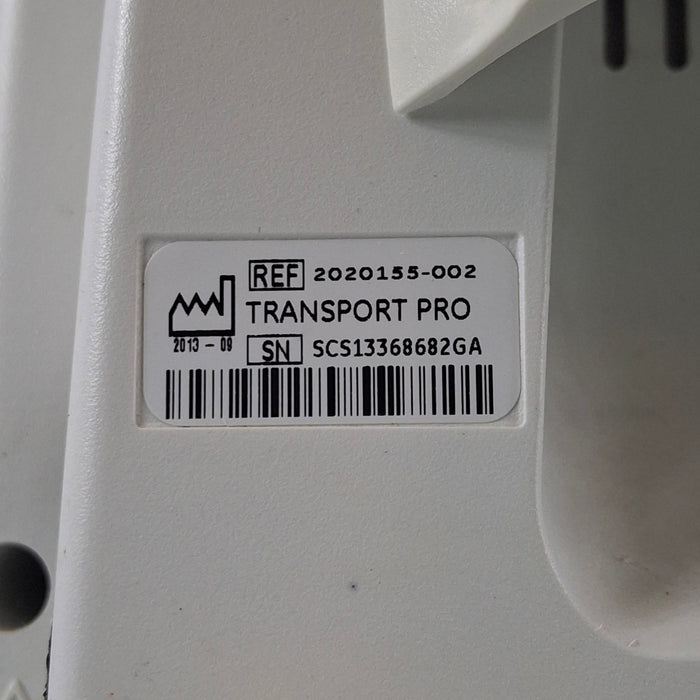 REF 2020155-002
TRANSPORT PRO
2013-09
SN SCS13368682GA